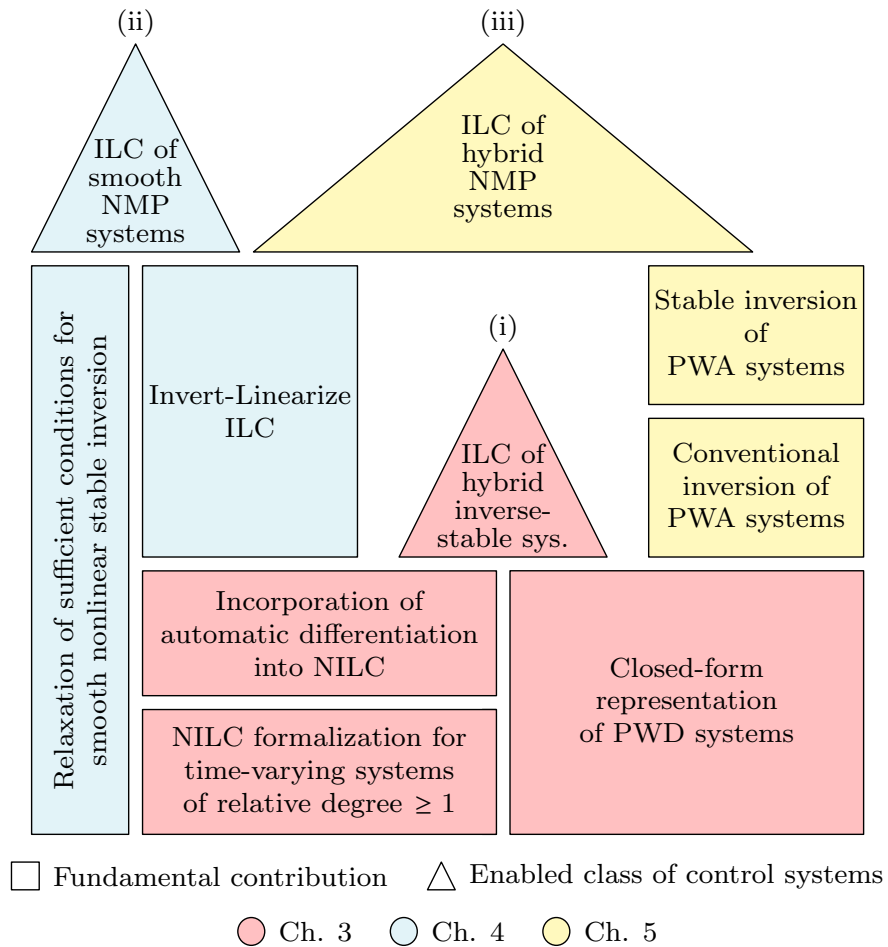 (ii)
(iii)
ILC of
smooth
NMP
systems
ILC of
hybrid
NMP
systems
Relaxation of sufficient conditions for
smooth nonlinear stable inversion
Invert-Linearize
ILC
(i)
ILC of
hybrid
inverse-
stable sys.
Stable inversion
of
PWA systems
Conventional
inversion of
PWA systems
Incorporation of
automatic differentiation
into NILC
NILC formalization for
time-varying systems
of relative degree ≥ 1
Closed-form
representation
of PWD systems
Fundamental contribution
Enabled class of control systems
Ch. 3
Ch. 4
Ch. 5